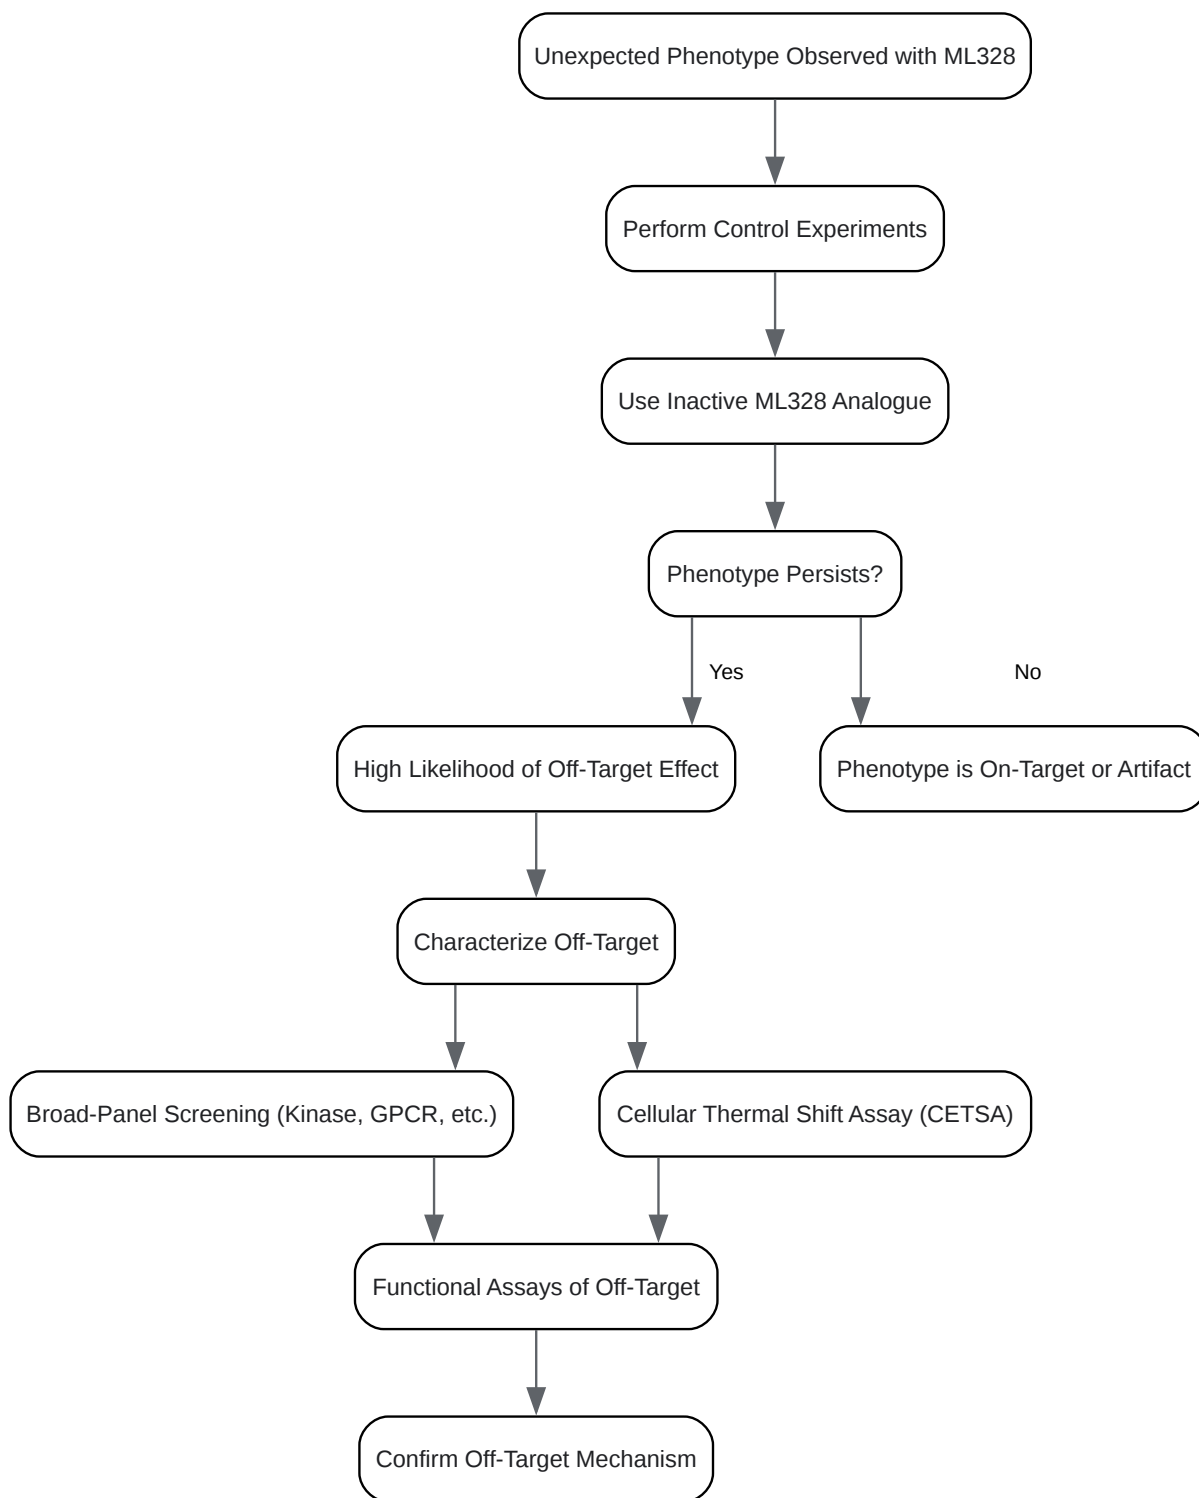 Unexpected Phenotype Observed with ML328
Perform Control Experiments
Use Inactive ML328 Analogue
Phenotype Persists?
Yes
No
High Likelihood of Off-Target Effect
Phenotype is On-Target or Artifact
Characterize Off-Target
Broad-Panel Screening (Kinase, GPCR, etc.)
Cellular Thermal Shift Assay (CETSA)
Functional Assays of Off-Target
Confirm Off-Target Mechanism